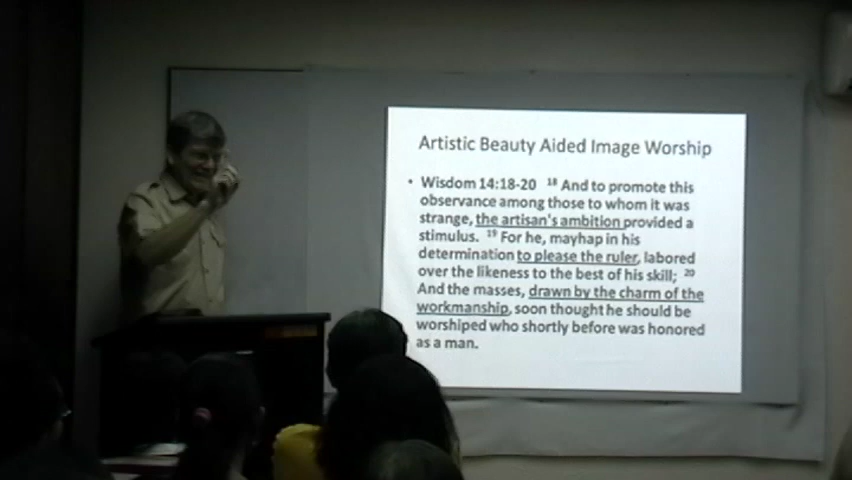 Artistic Beauty Aided Image Worship
• Wisdom 14:18-20 18 And to promote this
observance among those to whom it was
strange, the artisan's ambition provided a
stimulus. 19 For he, mayhap in his
determination to please the ruler, labored
over the likeness to the best of his skill; 20
And the masses, drawn by the charm of the
workmanship, soon thought he should be
worshiped who shortly before was honored
as a man.